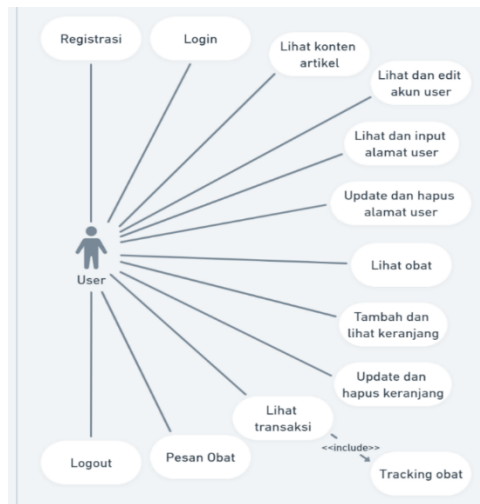 Registrasi
Login
Lihat konten
artikel
Lihat dan edit
akun user
Lihat dan input
alamat user
Update dan hapus
alamat user
User
Lihat obat
Tambah dan
lihat keranjang
Update dan
hapus keranjang
Lihat
transaksi
<<include>>
Tracking obat
Pesan Obat
Logout